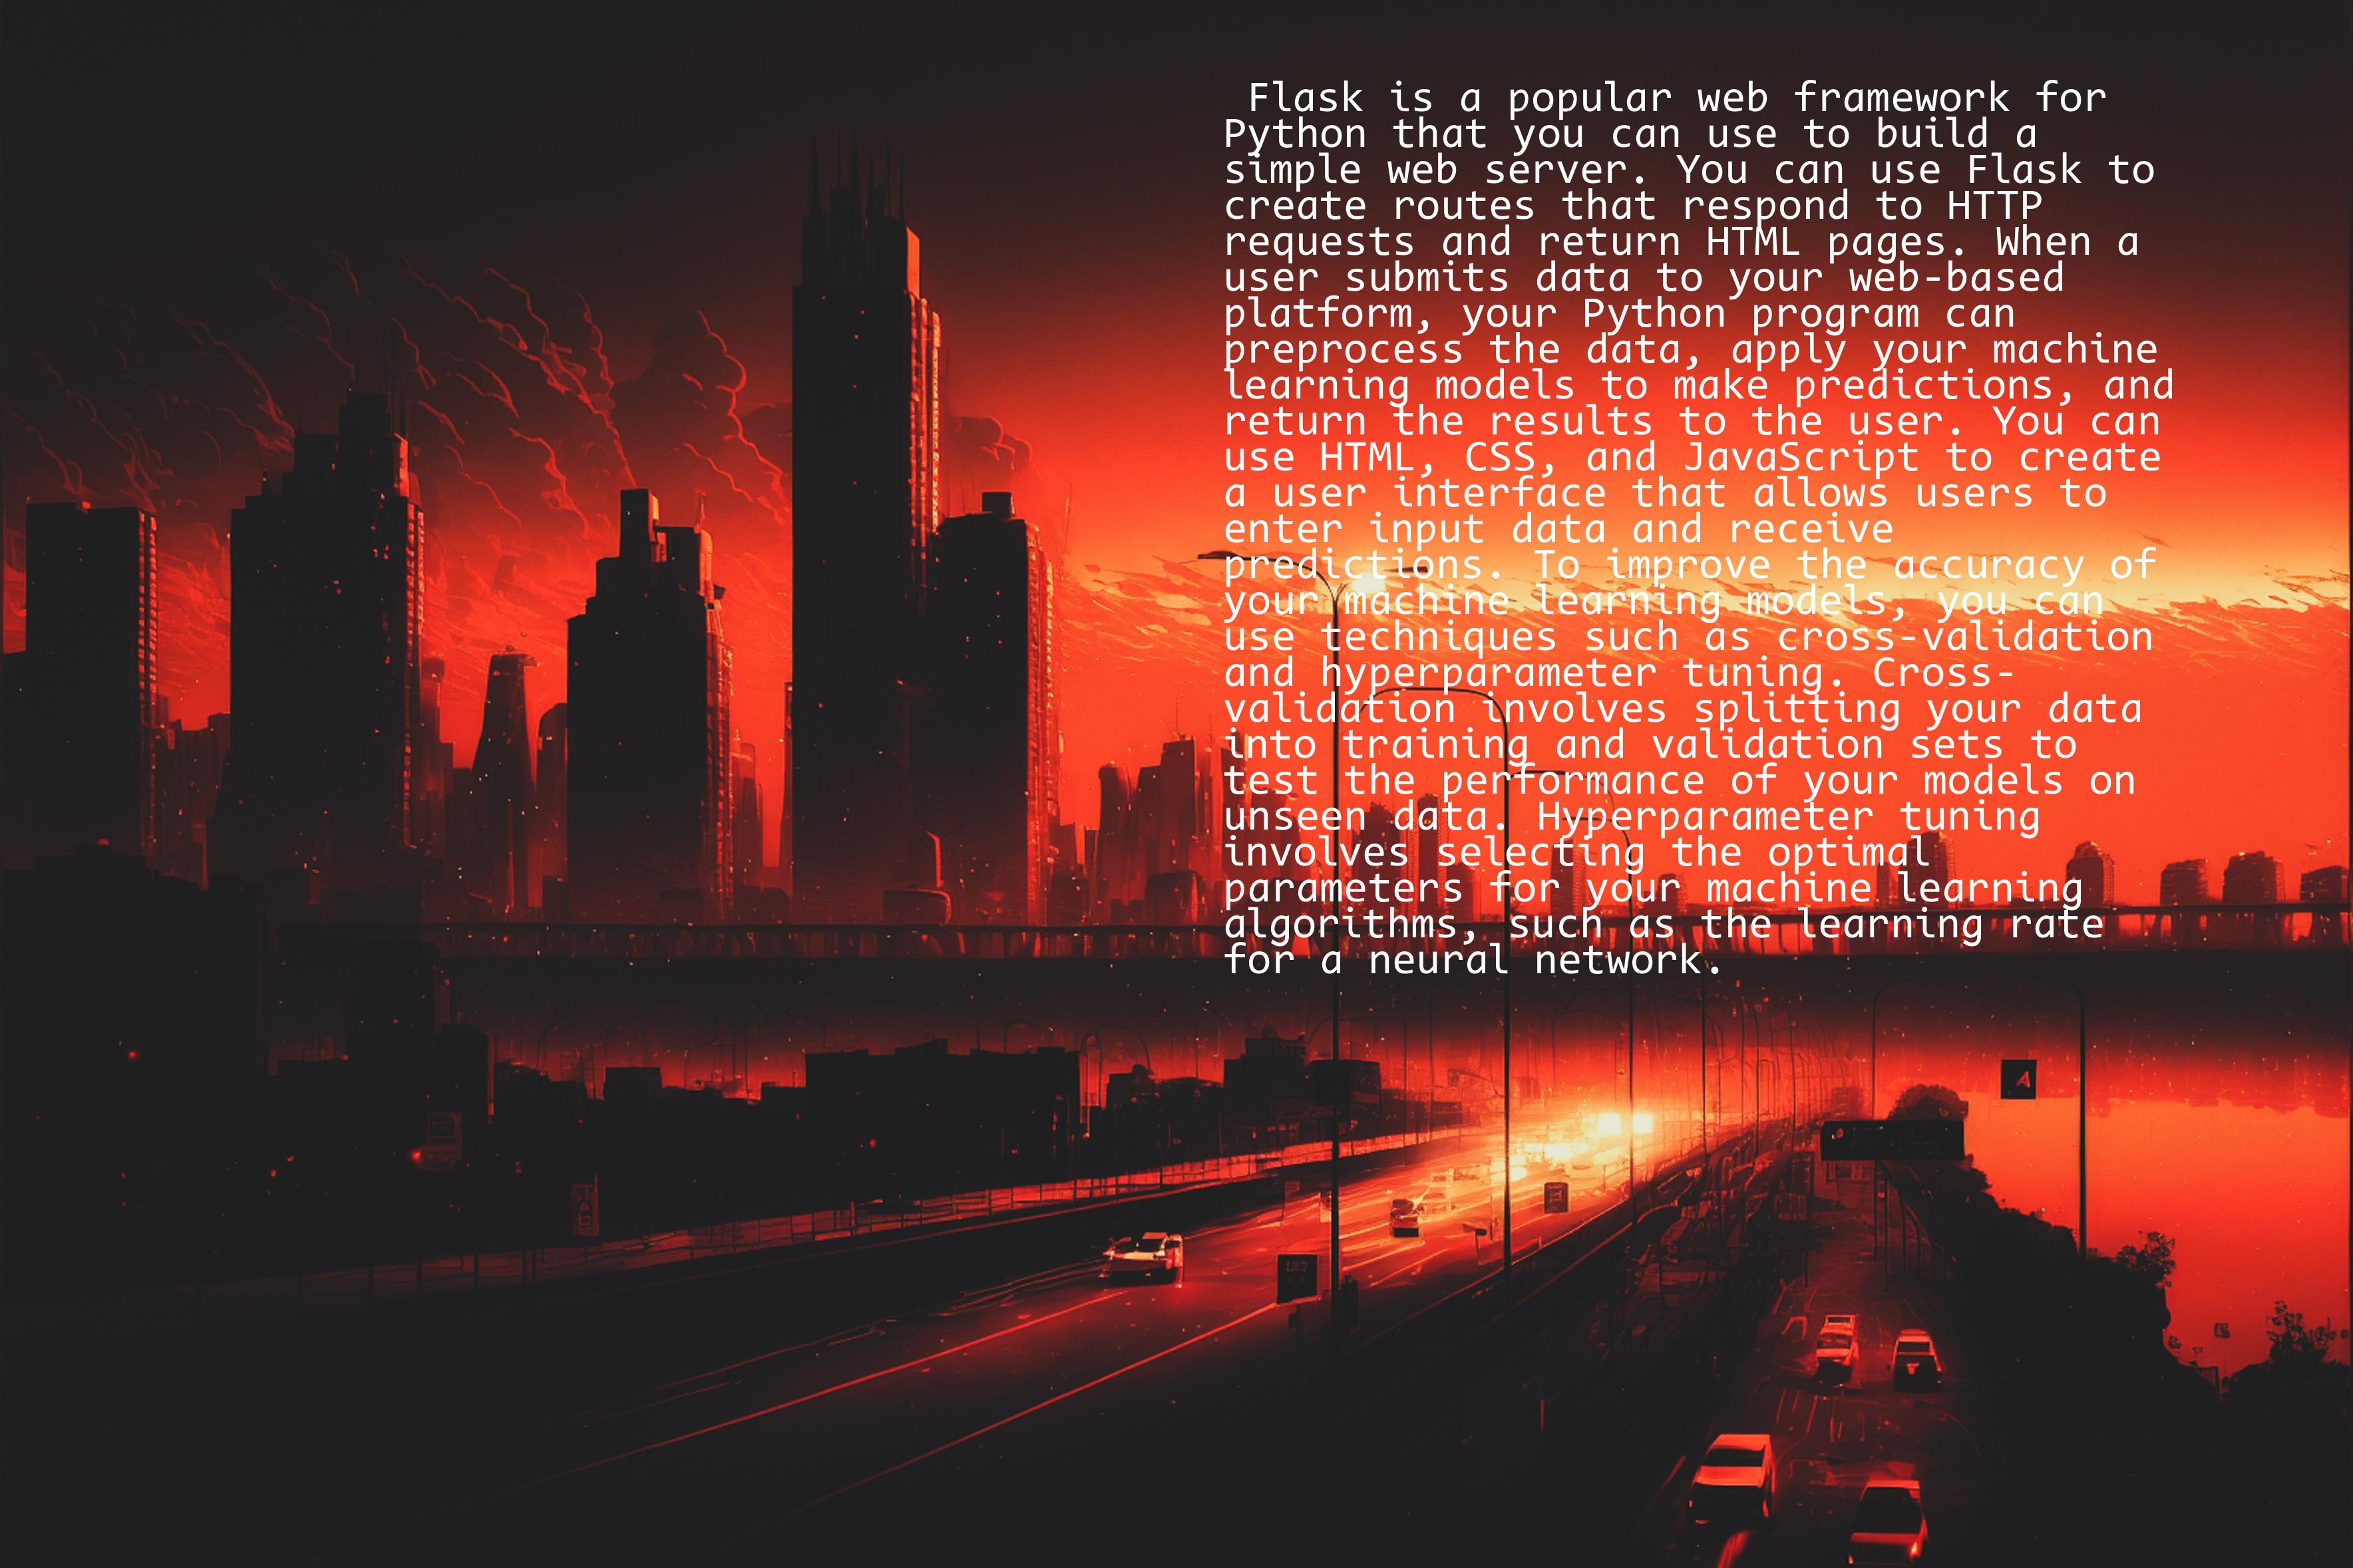 Flask is a popular web framework for
Python that you can use to build a
simple web server. You can use Flask to
create routes that respond to HTTP
requests and return HTML pages. When a
user submits data to your web-based
platform, your Python program can
preprocess the data, apply your machine
learning models to make predictions, and
return the results to the user. You can
use HTML, CSS, and JavaScript to create
a user interface that allows users to
enter input data and receive
predictions. To improve the accuracy of
your machine learning models, you can
use techniques such as cross-validation
and hyperparameter tuning. Cross-
validation involves splitting your data
into training and validation sets to
test the performance of your models on
unseen data. Hyperparameter tuning
involves selecting the optimal
parameters for your machine learning
algorithms, such as the learning rate
for a neural network.